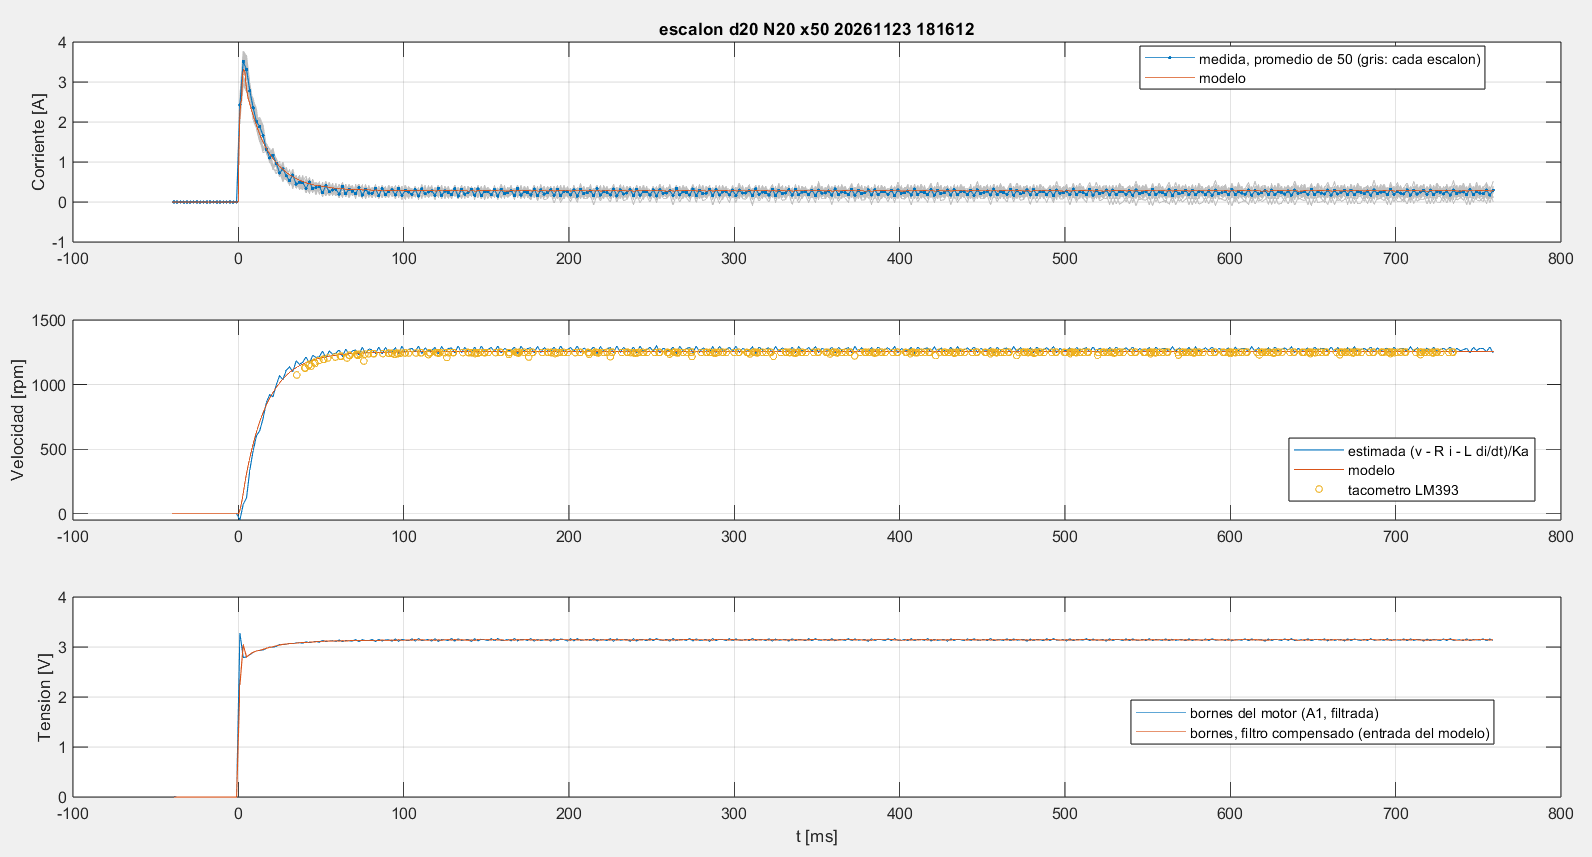 escalon d20 N20 x50 20261123 181612
4
3
2
1
0
-1
Corriente [A]
medida, promedio de 50 (gris: cada escalon)
modelo
-100 0 100 200 300 400 500 600 700 800
1500
1000
500
0
Velocidad [rpm]
estimada (v - R i - L di/dt)/Ka
modelo
tacometro LM393
-100 0 100 200 300 400 500 600 700 800
4
3
2
1
0
Tension [V]
bornes del motor (A1, filtrada)
bornes, filtro compensado (entrada del modelo)
-100 0 100 200 300 400 500 600 700 800
t [ms]